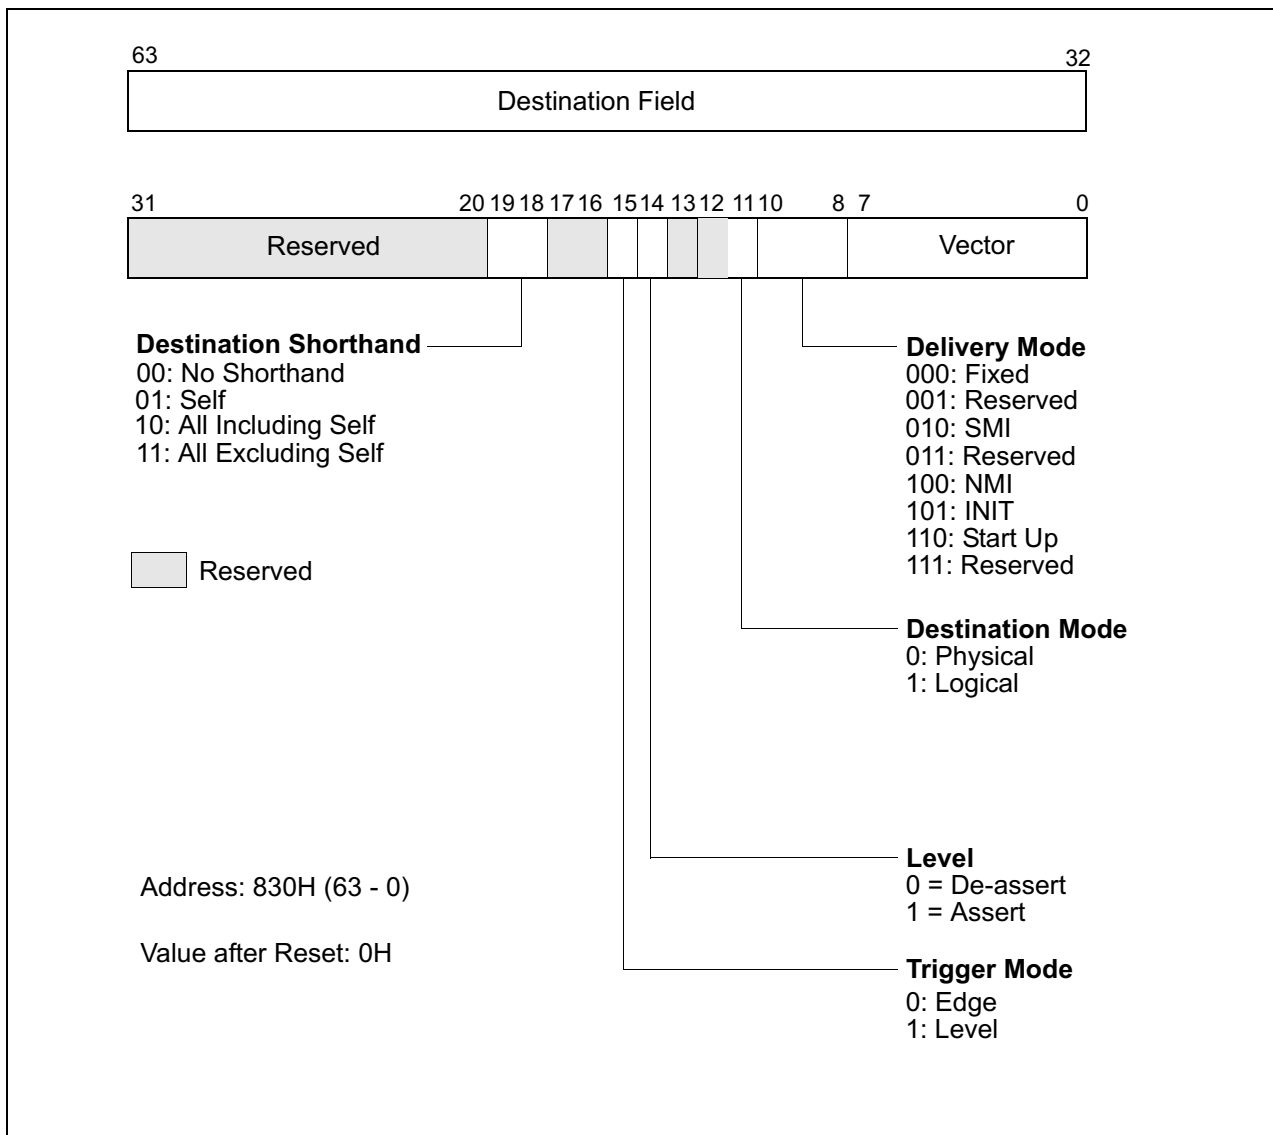 63 32
Destination Field
31 20 19 18 17 16 15 14 13 12 11 10 8 7 0
Reserved Vector
Destination Shorthand
00: No Shorthand
01: Self
10: All Including Self
11: All Excluding Self
Reserved
Delivery Mode
000: Fixed
001: Reserved
010: SMI
011: Reserved
100: NMI
101: INIT
110: Start Up
111: Reserved
Destination Mode
0: Physical
1: Logical
Level
0 = De-assert
1 = Assert
Address: 830H (63 - 0)
Value after Reset: 0H
Trigger Mode
0: Edge
1: Level